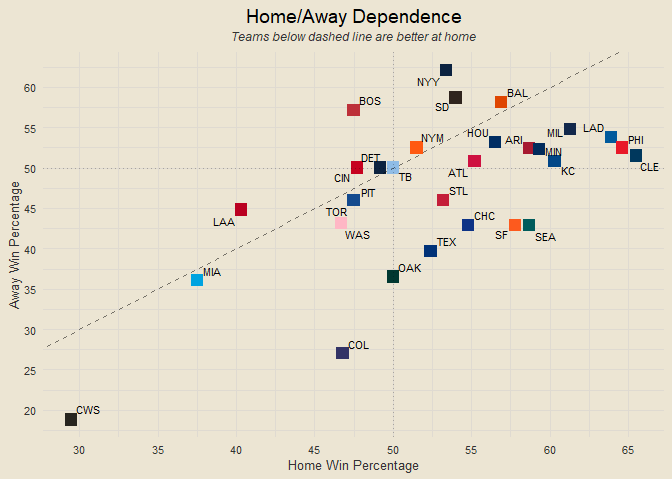 Home/Away Dependence
Teams below dashed line are better at home
NYY
BAL
SD
BOS
NYM
HOU
ARI
MIL
LAD
PHI
MIN
KC
CLE
DET
CIN
TB
ATL
PIT
STL
TOR
WAS
LAA
CHC
SF
SEA
TEX
OAK
MIA
COL
CWS
60
55
50
45
40
35
30
25
20
Away Win Percentage
30
35
40
45
50
55
60
65
Home Win Percentage